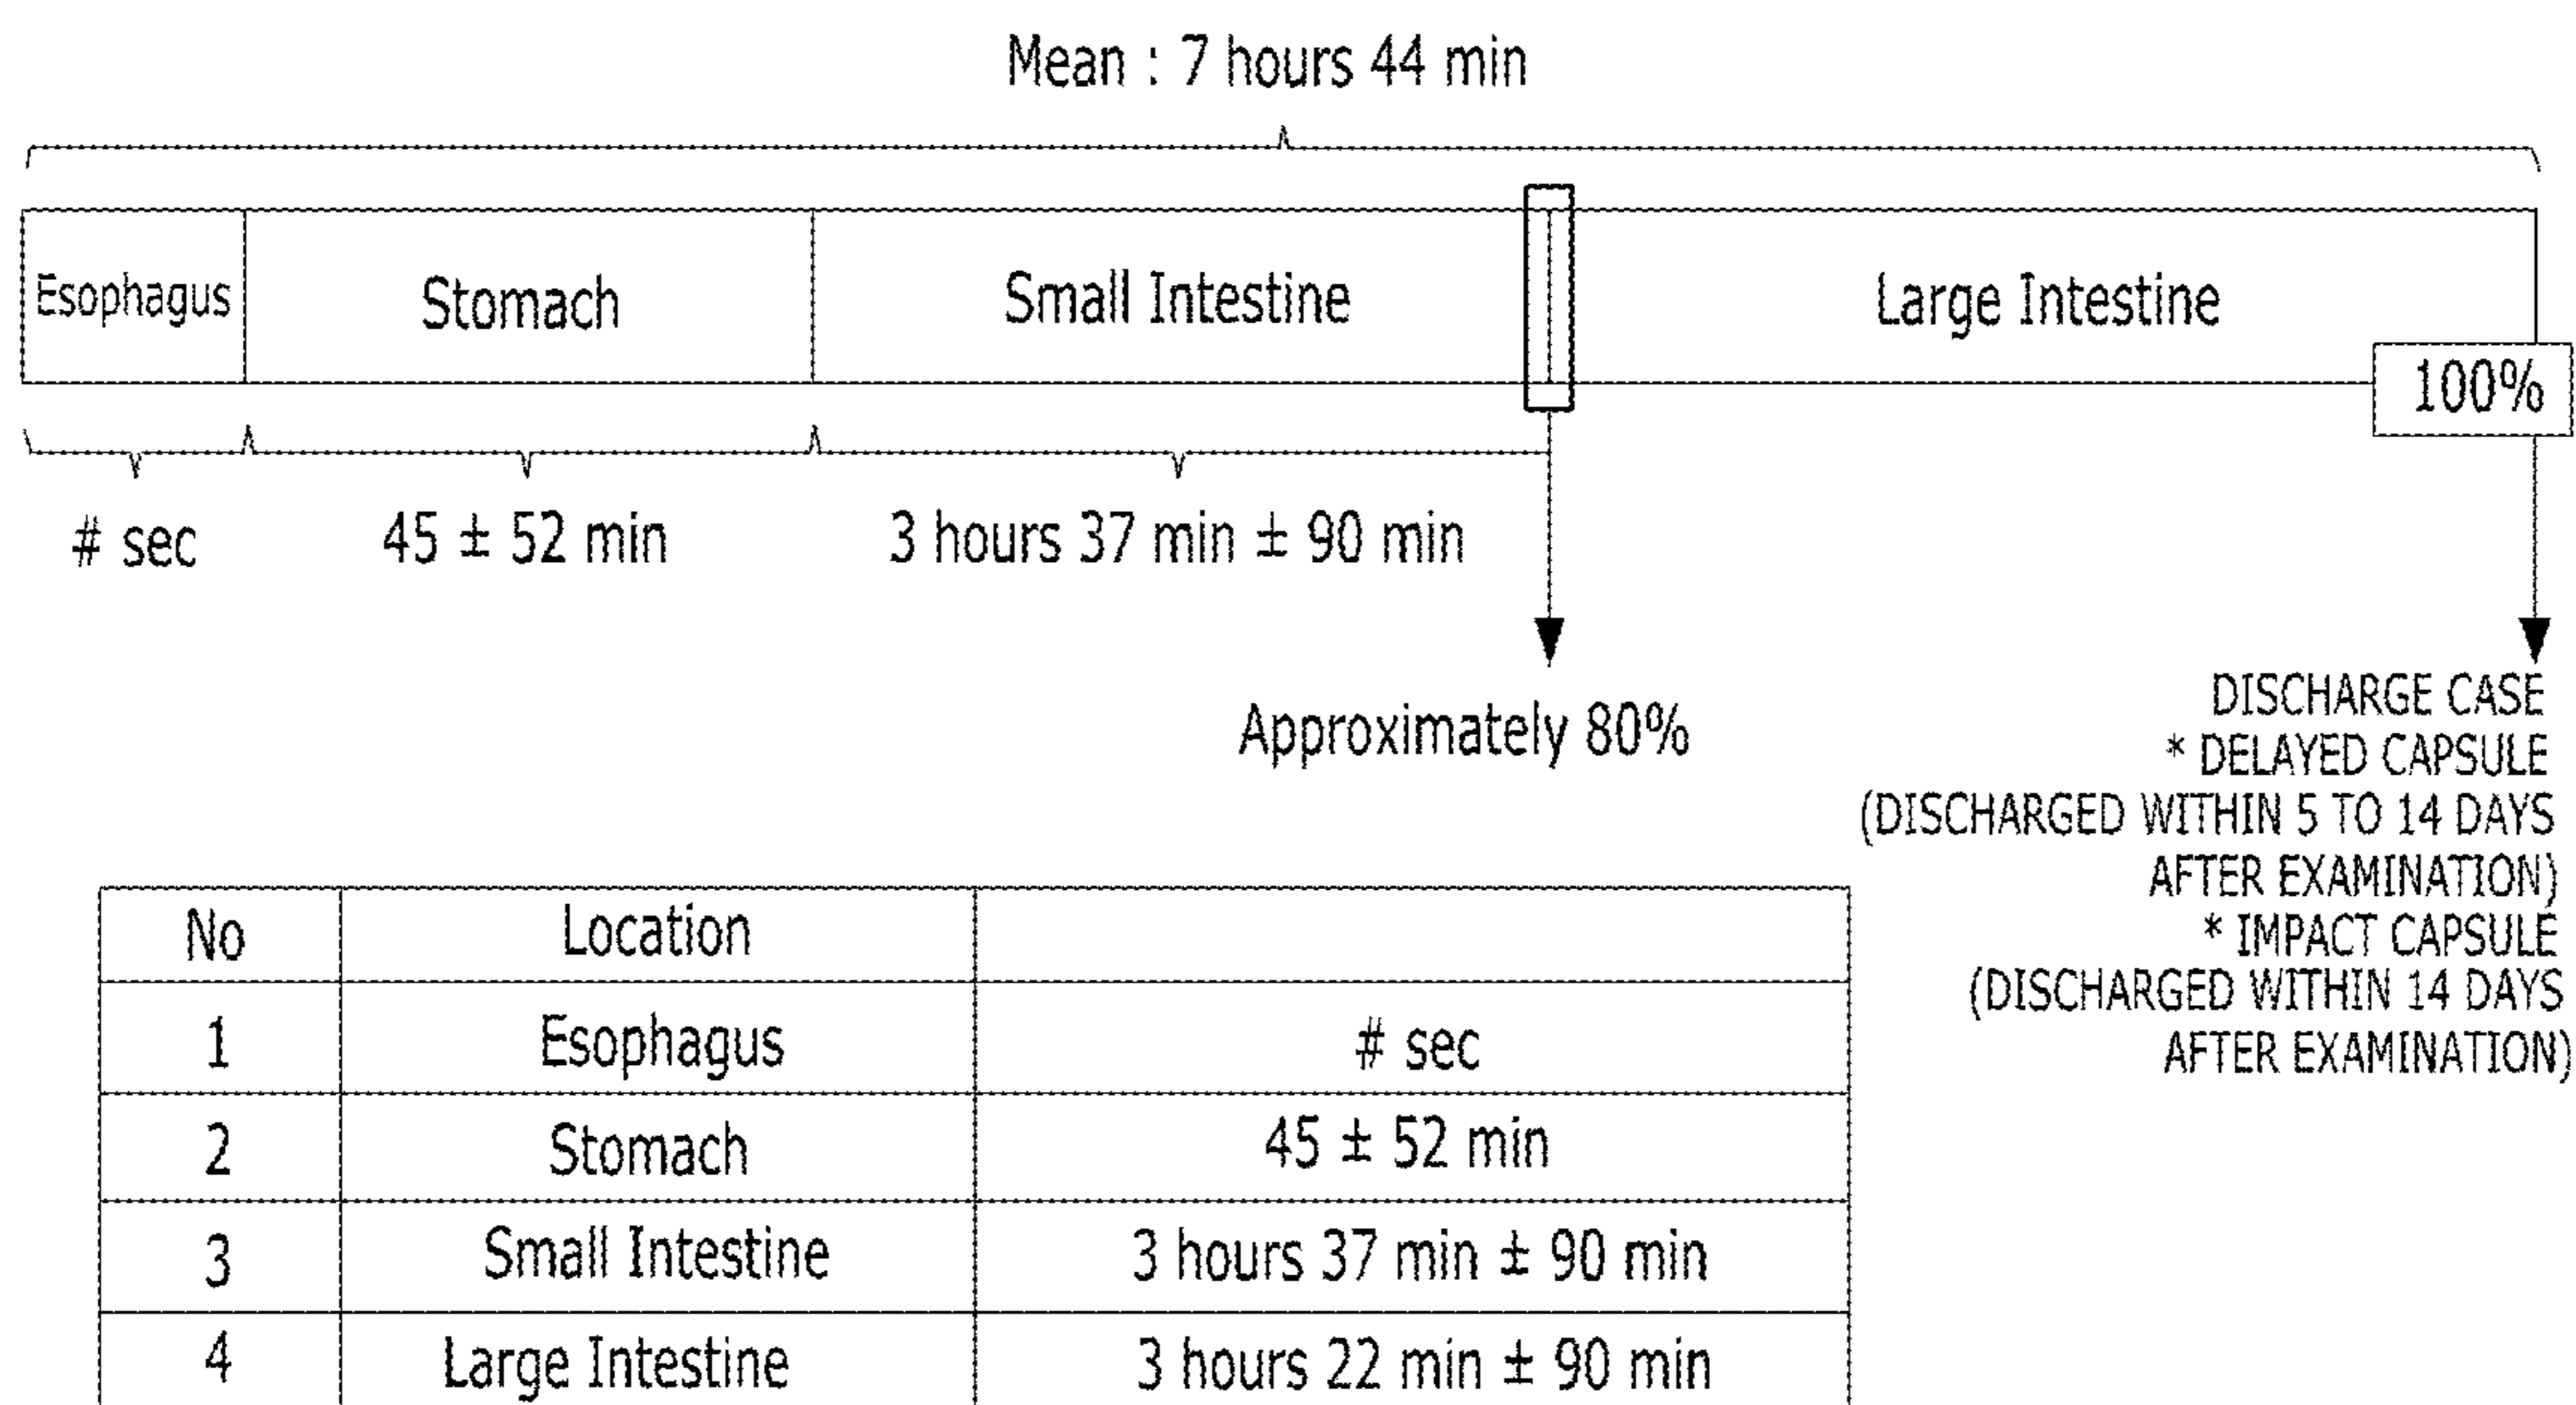 Mean : 7 hours 44 min
Esophagus
Stomach
Small Intestine
Large Intestine
100%
# sec
45 ± 52 min
3 hours 37 min ± 90 min
Approximately 80%
DISCHARGE CASE
* DELAYED CAPSULE
(DISCHARGED WITHIN 5 TO 14 DAYS
AFTER EXAMINATION)
* IMPACT CAPSULE
(DISCHARGED WITHIN 14 DAYS
AFTER EXAMINATION)
No Location
1 Esophagus # sec
2 Stomach 45 ± 52 min
3 Small Intestine 3 hours 37 min ± 90 min
4 Large Intestine 3 hours 22 min ± 90 min